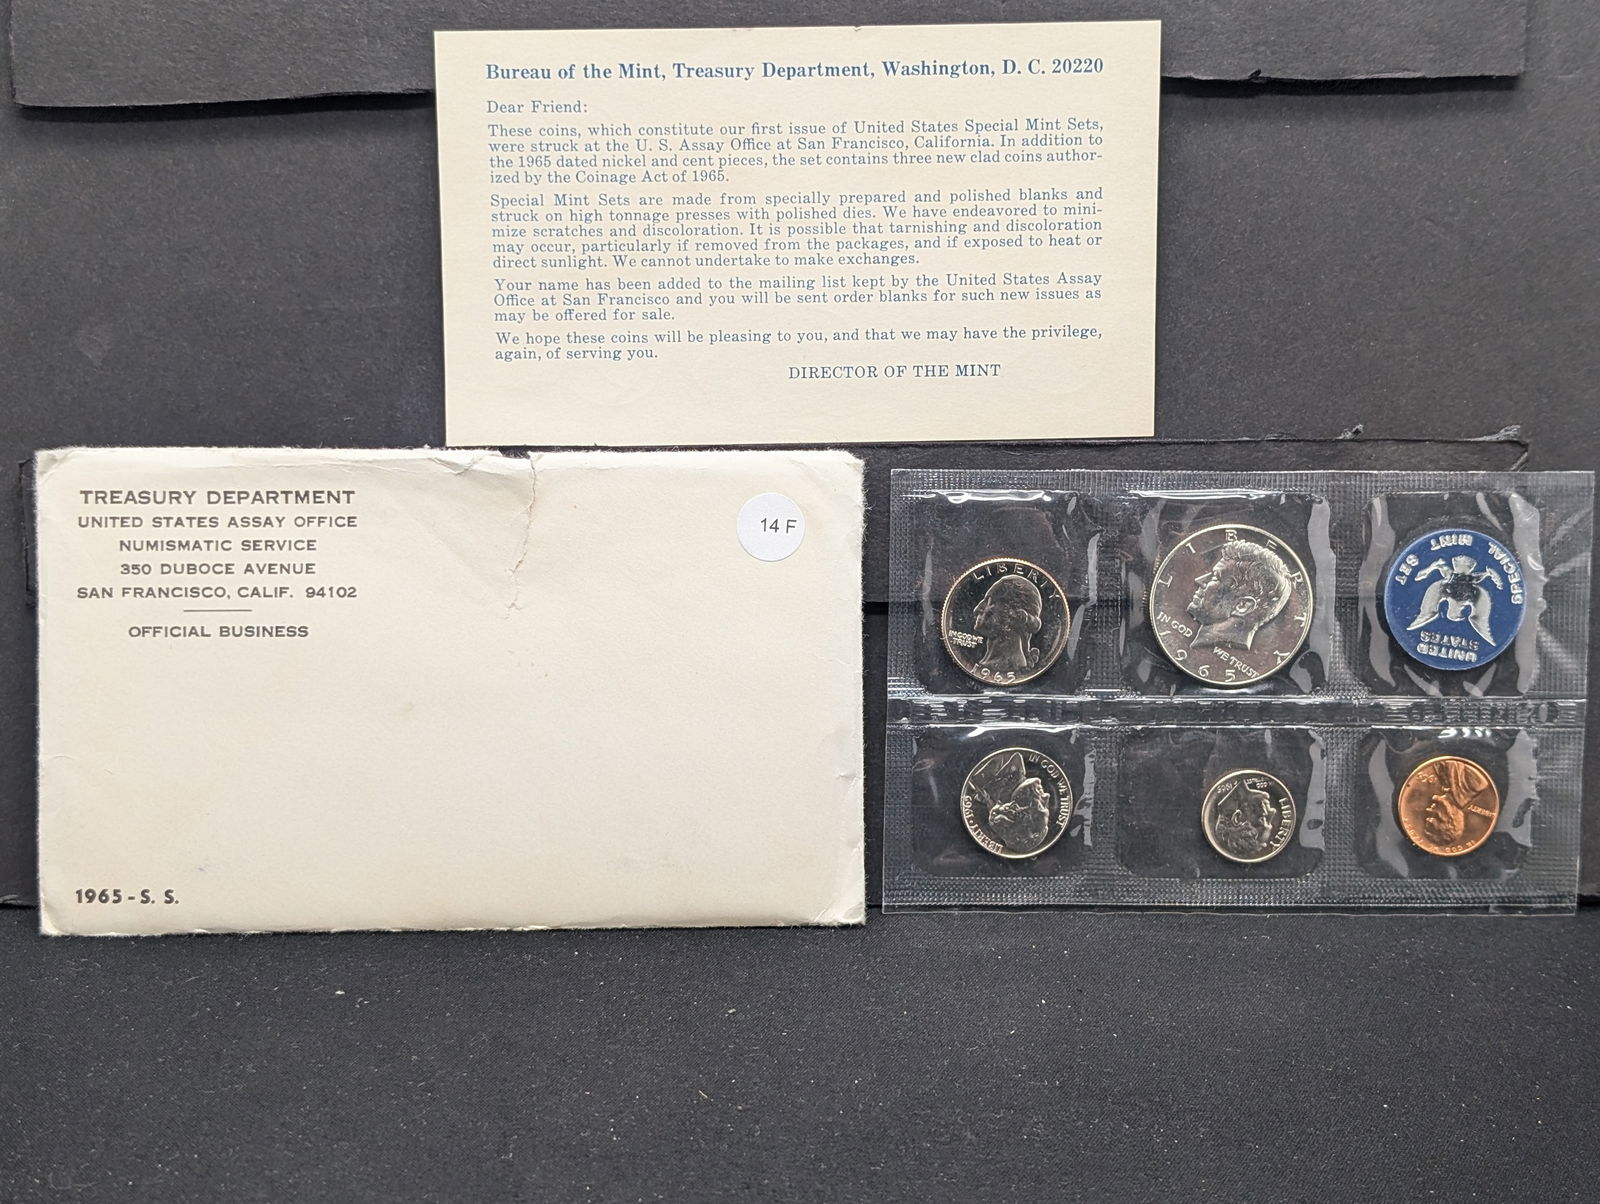 Bureau of the Mint, Treasury Department, Washington, D. C. 20220
Dear Friend:
These coins, which constitute our first issue of United States Special Mint Sets,
were struck at the U. S. Assay Office at San Francisco, California. In addition to
the 1965 dated nickel and cent pieces, the set contains three new clad coins author-
ized by the Coinage Act of 1965.
Special Mint Sets are made from specially prepared and polished blanks and
struck on high tonnage presses with polished dies. We have endeavored to mini-
mize scratches and discoloration. It is possible that tarnishing and discoloration
may occur, particularly if removed from the packages, and if exposed to heat or
direct sunlight. We cannot undertake to make exchanges.
Your name has been added to the mailing list kept by the United States Assay
Office at San Francisco and you will be sent order blanks for such new issues as
may be offered for sale.
We hope these coins will be pleasing to you, and that we may have the privilege,
again, of serving you.
DIRECTOR OF THE MINT
TREASURY DEPARTMENT
UNITED STATES ASSAY OFFICE
NUMISMATIC SERVICE
350 DUBOCE AVENUE
SAN FRANCISCO, CALIF. 94102
OFFICIAL BUSINESS
14 F
1965 - S. S.
LIBERTY
IN GOD WE
TRUST
1965
LIBERTY
IN GOD
WE TRUST
1965
UNITED
STATES
SPECIAL MINT SET
IN GOD WE TRUST
LIBERTY · 1965
LIBERTY
1965
LIBERTY